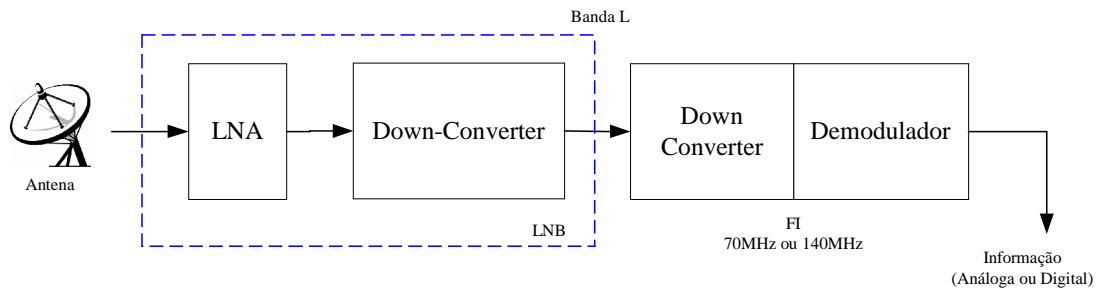 Banda L
Antena
LNA
Down-Converter
LNB
Down
Converter
Demodulador
FI
70MHz ou 140MHz
Informação
(Análoga ou Digital)